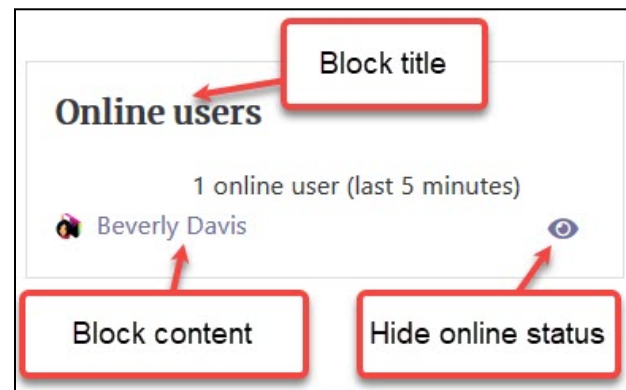 Block title
Online users
1 online user (last 5 minutes)
Beverly Davis
Block content
Hide online status